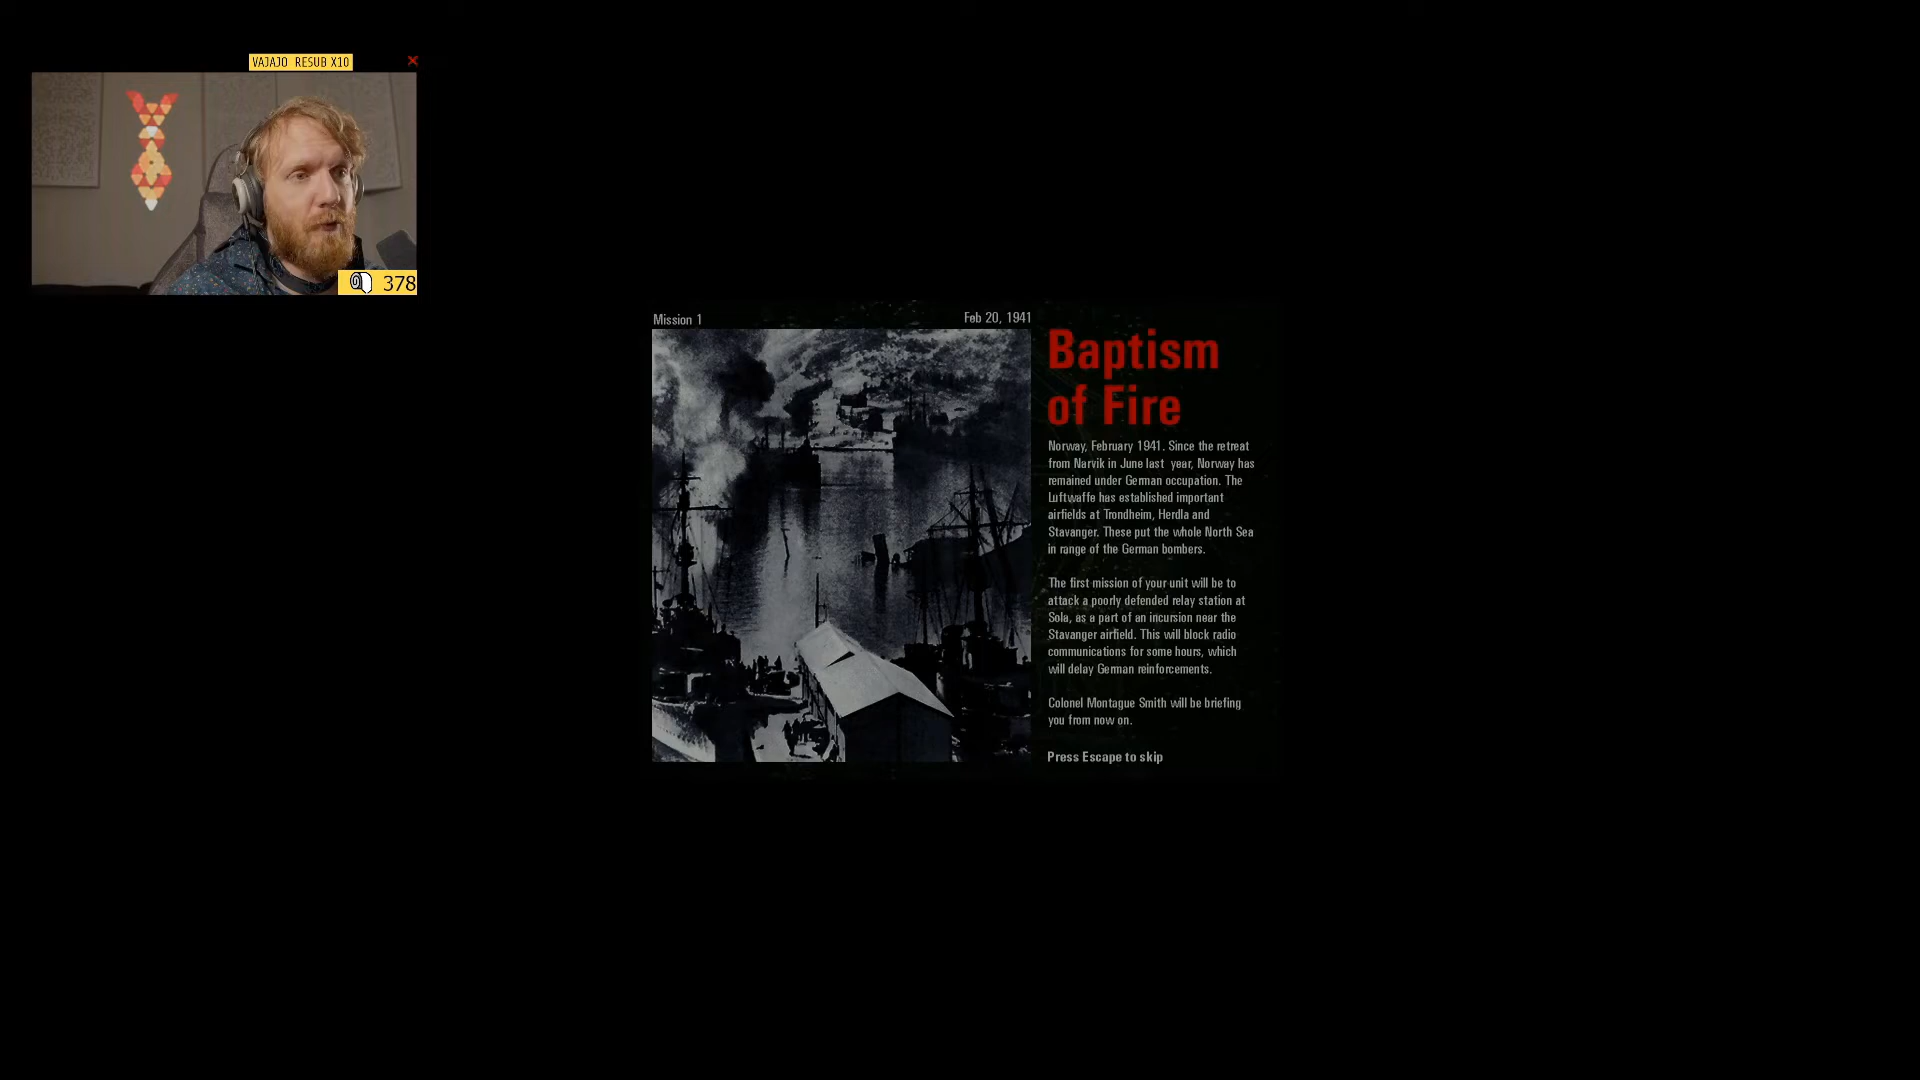 VAJAJO RESUB X10
378
Mission 1
Feb 20, 1941
Baptism
of Fire
Norway, February 1941. Since the retreat
from Narvik in June last year, Norway has
remained under German occupation. The
Luftwaffe has established important
airfields at Trondheim, Herdla and
Stavanger. These put the whole North Sea
in range of the German bombers.
The first mission of your unit will be to
attack a poorly defended relay station at
Sola, as a part of an incursion near the
Stavanger airfield. This will block radio
communications for some hours, which
will delay German reinforcements.
Colonel Montague Smith will be briefing
you from now on.
Press Escape to skip